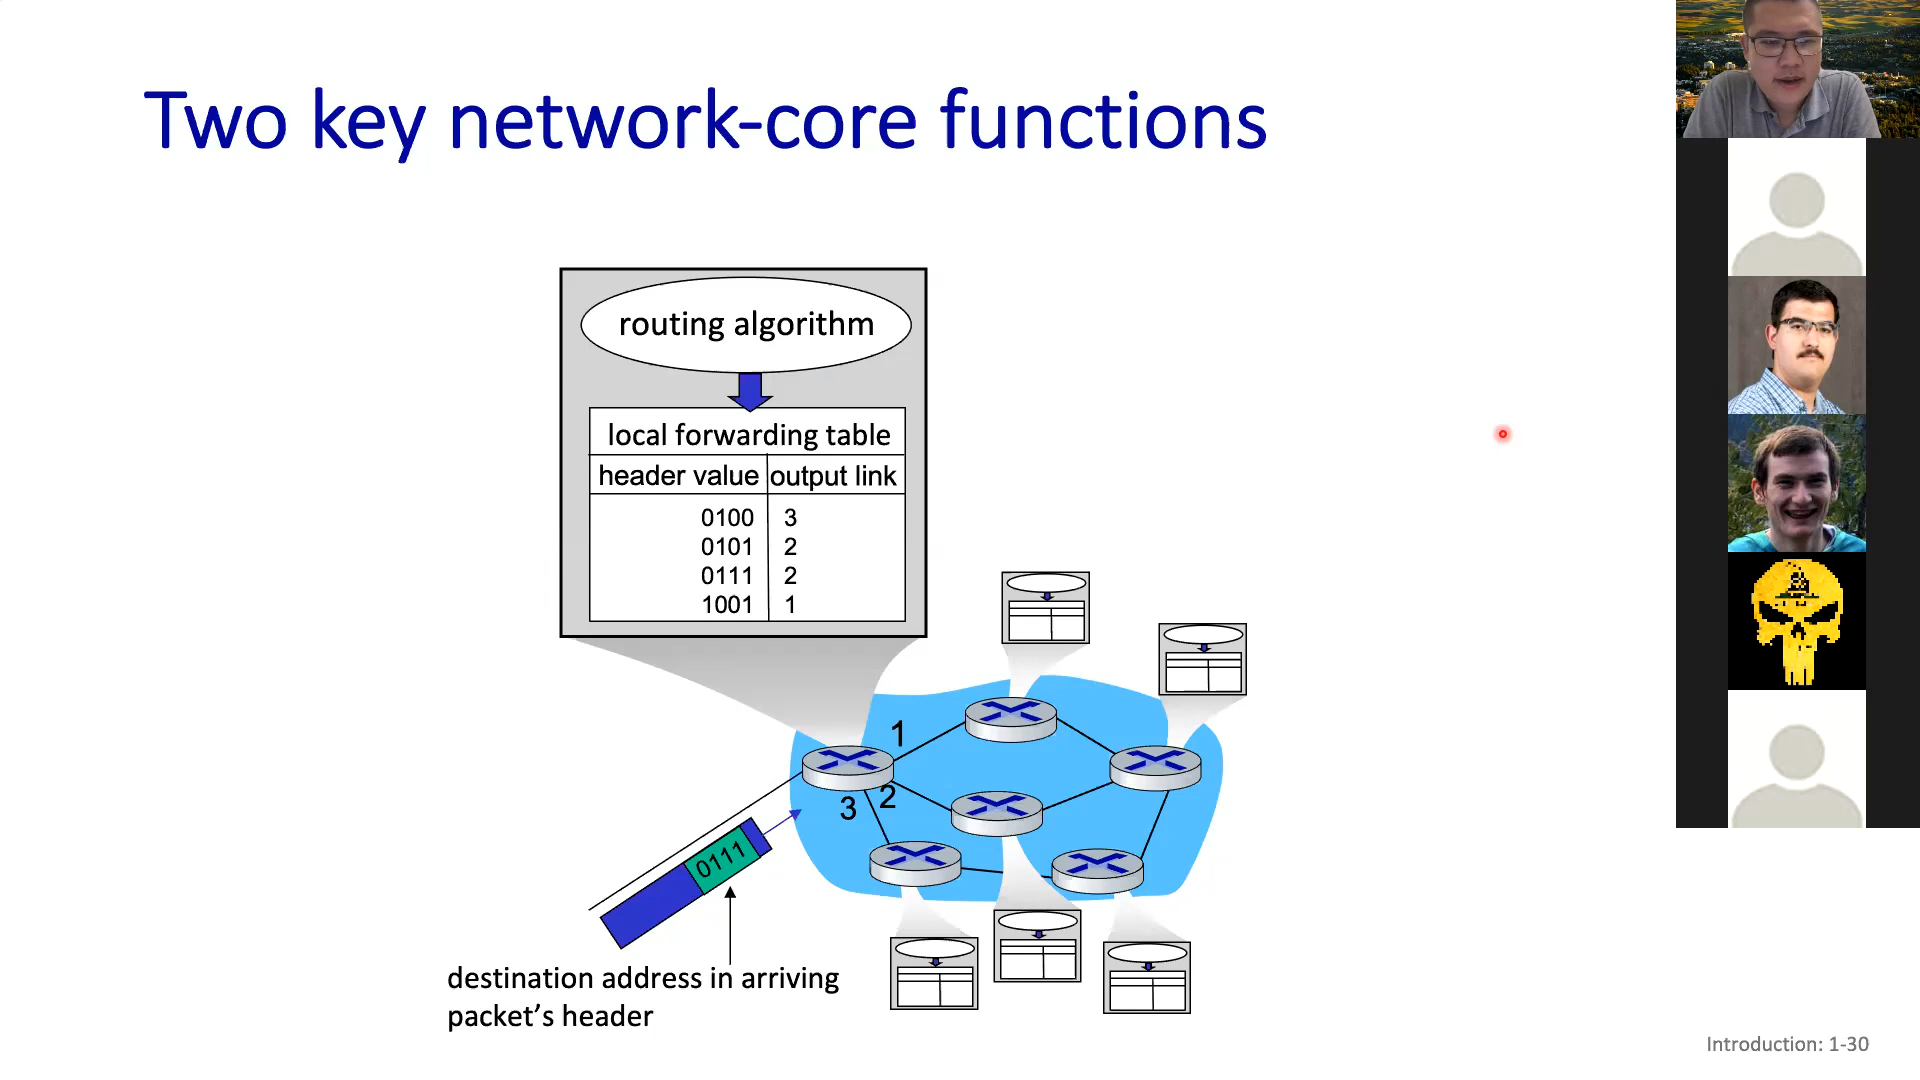 Two key network-core functions
routing algorithm
local forwarding table
header value output link
0100 3
0101 2
0111 2
1001 1
1
2
3
0111
destination address in arriving
packet’s header
Introduction: 1-30